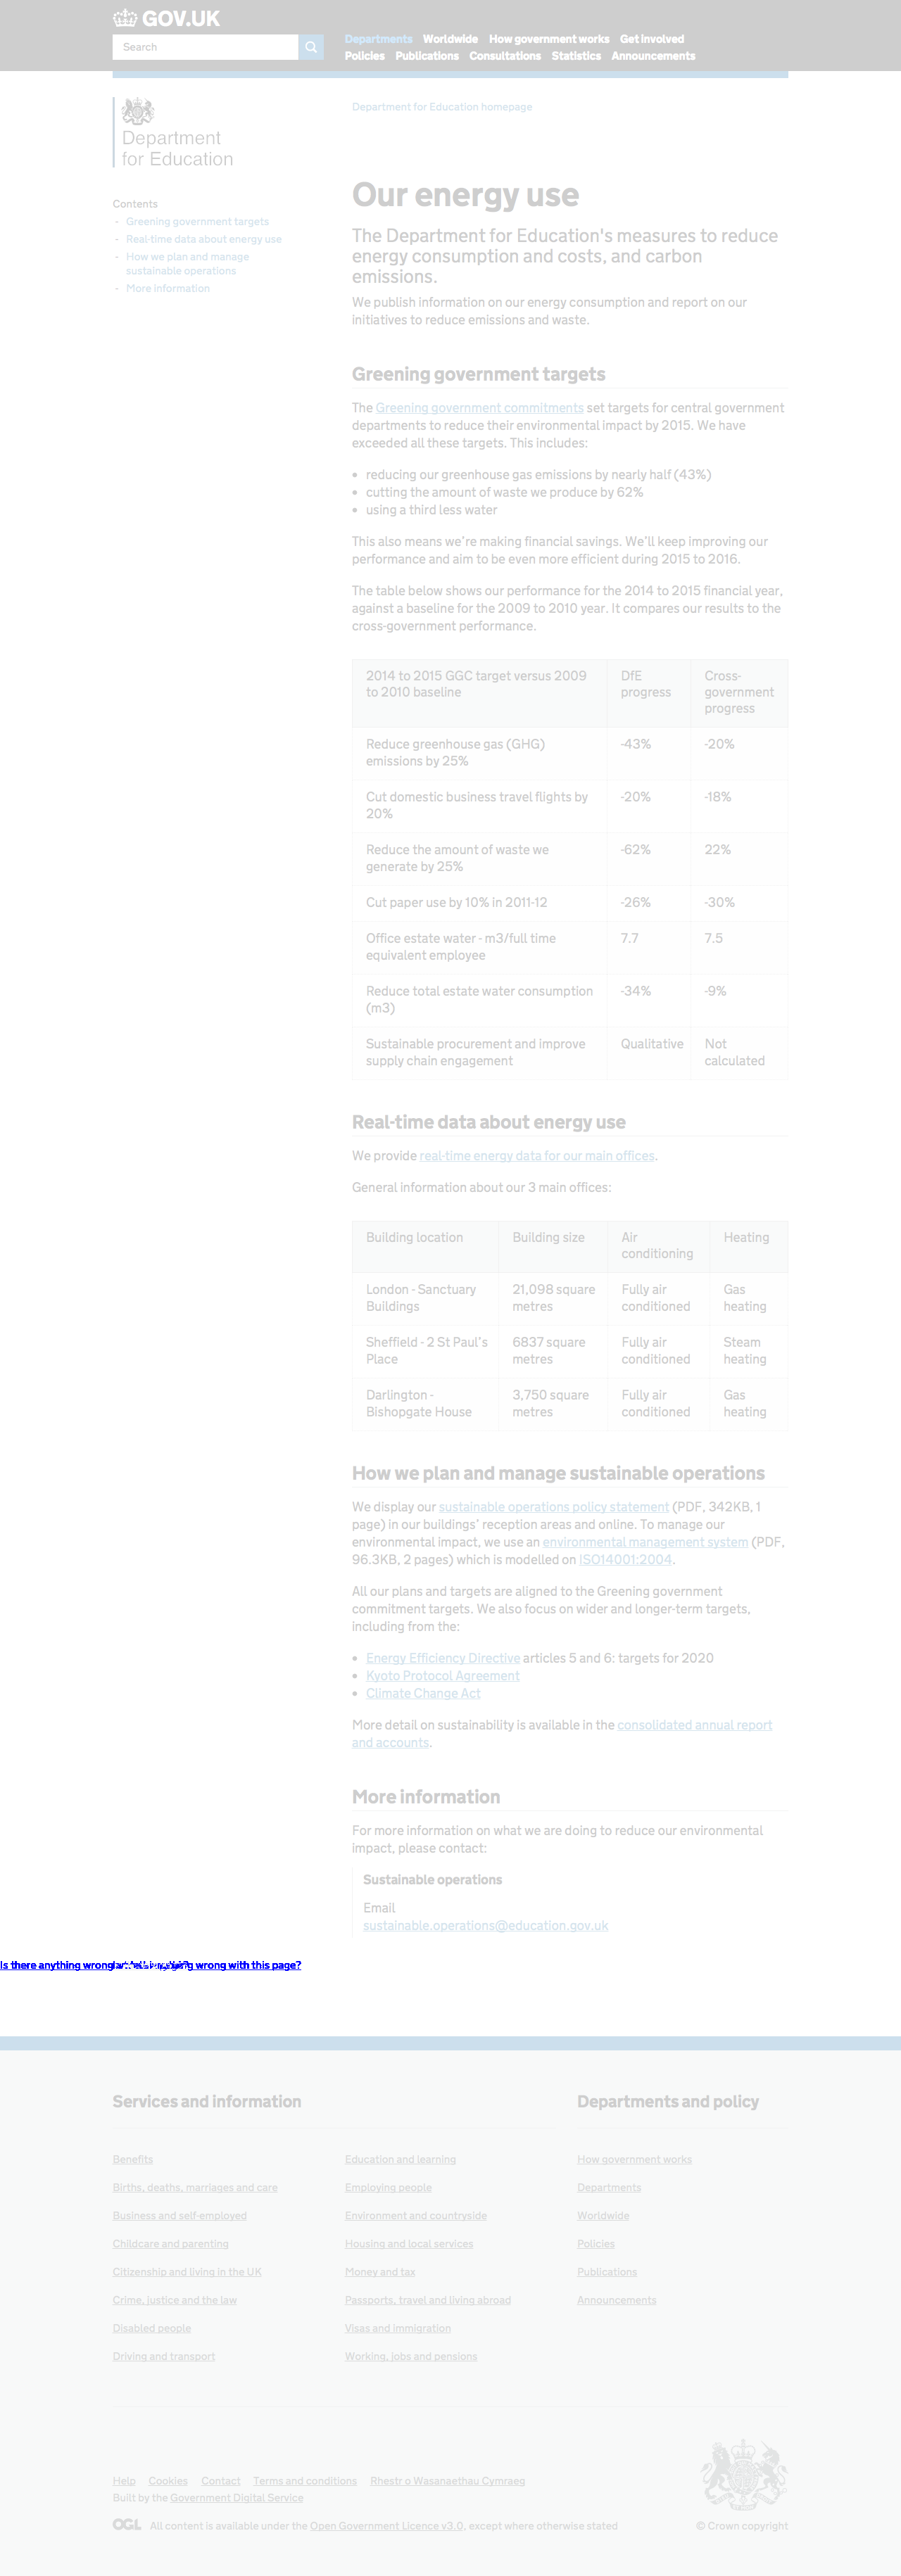 GOV.UK
Search
Departments Worldwide How government works Get involved
Policies Publications Consultations Statistics Announcements
Department
for Education
Department for Education homepage
Contents
- Greening government targets
- Real-time data about energy use
- How we plan and manage
sustainable operations
- More information
Our energy use
The Department for Education's measures to reduce
energy consumption and costs, and carbon
emissions.
We publish information on our energy consumption and report on our
initiatives to reduce emissions and waste.
Greening government targets
The Greening government commitments set targets for central government
departments to reduce their environmental impact by 2015. We have
exceeded all these targets. This includes:
• reducing our greenhouse gas emissions by nearly half (43%)
• cutting the amount of waste we produce by 62%
• using a third less water
This also means we're making financial savings. We'll keep improving our
performance and aim to be even more efficient during 2015 to 2016.
The table below shows our performance for the 2014 to 2015 financial year,
against a baseline for the 2009 to 2010 year. It compares our results to the
cross-government performance.
2014 to 2015 GGC target versus 2009 DfE Cross-
to 2010 baseline progress government
progress
Reduce greenhouse gas (GHG) -43% -20%
emissions by 25%
Cut domestic business travel flights by -20% -18%
20%
Reduce the amount of waste we -62% 22%
generate by 25%
Cut paper use by 10% in 2011-12 -26% -30%
Office estate water - m3/full time 7.7 7.5
equivalent employee
Reduce total estate water consumption -34% -9%
(m3)
Sustainable procurement and improve Qualitative Not
supply chain engagement calculated
Real-time data about energy use
We provide real-time energy data for our main offices.
General information about our 3 main offices:
Building location Building size Air Heating
conditioning
London - Sanctuary 21,098 square Fully air Gas
Buildings metres conditioned heating
Sheffield - 2 St Paul's 6837 square Fully air Steam
Place metres conditioned heating
Darlington - 3,750 square Fully air Gas
Bishopgate House metres conditioned heating
How we plan and manage sustainable operations
We display our sustainable operations policy statement (PDF, 342KB, 1
page) in our buildings' reception areas and online. To manage our
environmental impact, we use an environmental management system (PDF,
96.3KB, 2 pages) which is modelled on ISO14001:2004.
All our plans and targets are aligned to the Greening government
commitment targets. We also focus on wider and longer-term targets,
including from the:
• Energy Efficiency Directive articles 5 and 6: targets for 2020
• Kyoto Protocol Agreement
• Climate Change Act
More detail on sustainability is available in the consolidated annual report
and accounts.
More information
For more information on what we are doing to reduce our environmental
impact, please contact:
Sustainable operations
Email
sustainable.operations@education.gov.uk
Is there anything wrong wrong with this page?
Services and information Departments and policy
Benefits Education and learning How government works
Births, deaths, marriages and care Employing people Departments
Business and self-employed Environment and countryside Worldwide
Childcare and parenting Housing and local services Policies
Citizenship and living in the UK Money and tax Publications
Crime, justice and the law Passports, travel and living abroad Announcements
Disabled people Visas and immigration
Driving and transport Working, jobs and pensions
Help Cookies Contact Terms and conditions Rhestr o Wasanaethau Cymraeg
Built by the Government Digital Service
OGL All content is available under the Open Government Licence v3.0, except where otherwise stated
© Crown copyright